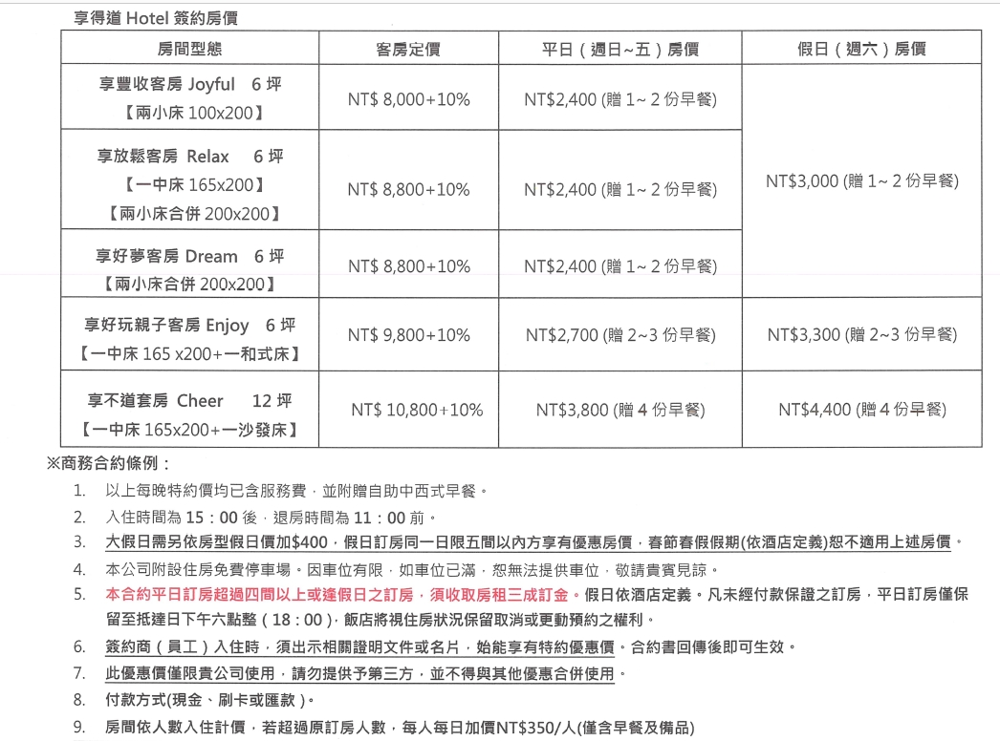 享得道 Hotel 簽約房價
房間型態 客房定價 平日（週日~五）房價 假日（週六）房價
享豐收客房 Joyful 6 坪
【兩小床 100x200】
NT$ 8,000+10% NT$2,400 (贈 1~ 2 份早餐)
享放鬆客房 Relax 6 坪
【一中床 165x200】
【兩小床合併 200x200】
NT$ 8,800+10% NT$2,400 (贈 1~ 2 份早餐)
NT$3,000 (贈 1~ 2 份早餐)
享好夢客房 Dream 6 坪
【兩小床合併 200x200】
NT$ 8,800+10% NT$2,400 (贈 1~ 2 份早餐)
享好玩親子客房 Enjoy 6 坪
【一中床 165 x200+一和式床】
NT$ 9,800+10% NT$2,700 (贈 2~3 份早餐) NT$3,300 (贈 2~3 份早餐)
享不道套房 Cheer 12 坪
【一中床 165x200+一沙發床】
NT$ 10,800+10% NT$3,800 (贈 4 份早餐) NT$4,400 (贈 4 份早餐)
※商務合約條例：
1. 以上每晚特約價均已含服務費，並附贈自助中西式早餐。
2. 入住時間為 15：00 後，退房時間為 11：00 前。
3. 大假日需另依房型假日價加$400，假日訂房同一日限五間以內方享有優惠房價，春節春假假期(依酒店定義)恕不適用上述房價。
4. 本公司附設住房免費停車場。因車位有限，如車位已滿，恕無法提供車位，敬請貴賓見諒。
5. 本合約平日訂房超過四間以上或逢假日之訂房，須收取房租三成訂金。假日依酒店定義。凡未經付款保證之訂房，平日訂房僅保
留至抵達日下午六點整（18：00），飯店將視住房狀況保留取消或更動預約之權利。
6. 簽約商（員工）入住時，須出示相關證明文件或名片，始能享有特約優惠價。合約書回傳後即可生效。
7. 此優惠價僅限貴公司使用，請勿提供予第三方，並不得與其他優惠合併使用。
8. 付款方式(現金、刷卡或匯款)。
9. 房間依人數入住計價，若超過原訂房人數，每人每日加價NT$350/人(僅含早餐及備品)